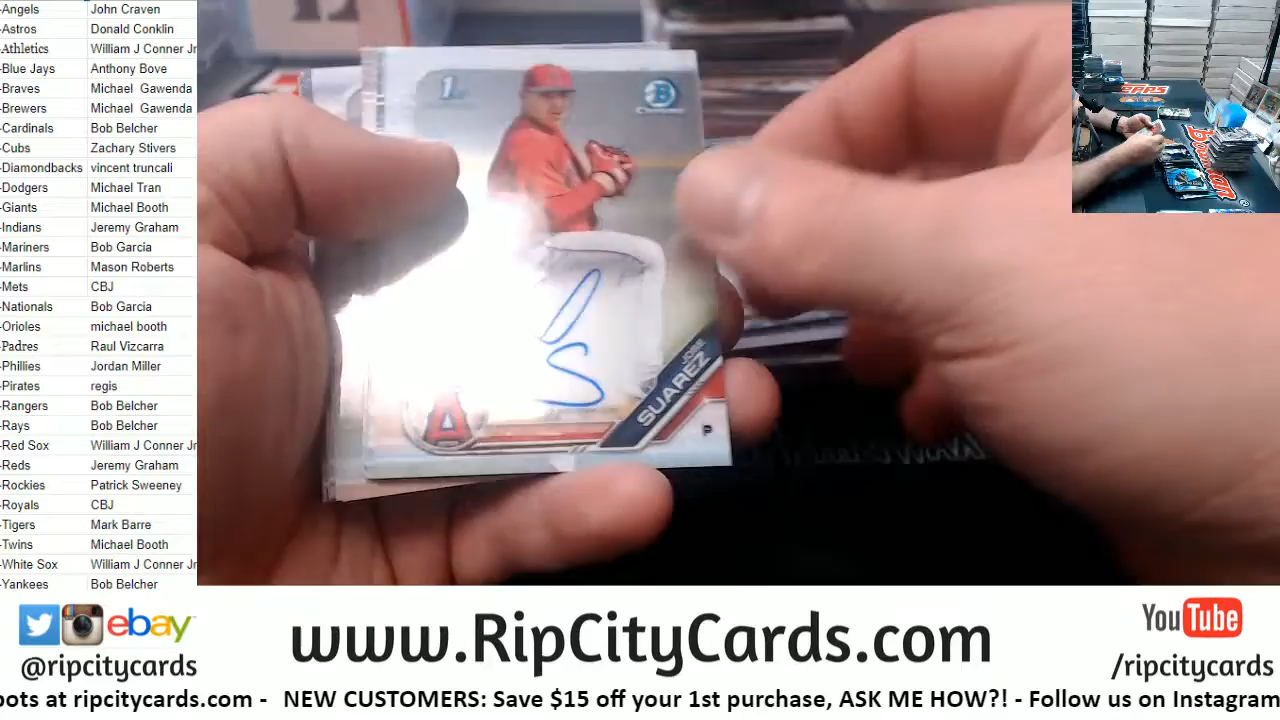 -Angels John Craven
-Astros Donald Conklin
-Athletics William J Conner Jr
-Blue Jays Anthony Bove
-Braves Michael Gawenda
-Brewers Michael Gawenda
-Cardinals Bob Belcher
-Cubs Zachary Stivers
-Diamondbacks vincent truncali
-Dodgers Michael Tran
-Giants Michael Booth
-Indians Jeremy Graham
-Mariners Bob Garcia
-Marlins Mason Roberts
-Mets CBJ
-Nationals Bob Garcia
-Orioles michael booth
-Padres Raul Vizcarra
-Phillies Jordan Miller
-Pirates regis
-Rangers Bob Belcher
-Rays Bob Belcher
-Red Sox William J Conner Jr
-Reds Jeremy Graham
-Rockies Patrick Sweeney
-Royals CBJ
-Tigers Mark Barre
-Twins Michael Booth
-White Sox William J Conner Jr
-Yankees Bob Belcher
1st
B
JOSE
SUAREZ
A
P
TOPPS
Bowman
ebay
@ripcitycards
www.RipCityCards.com
YouTube
/ripcitycards
oots at ripcitycards.com - NEW CUSTOMERS: Save $15 off your 1st purchase, ASK ME HOW?! - Follow us on Instagram